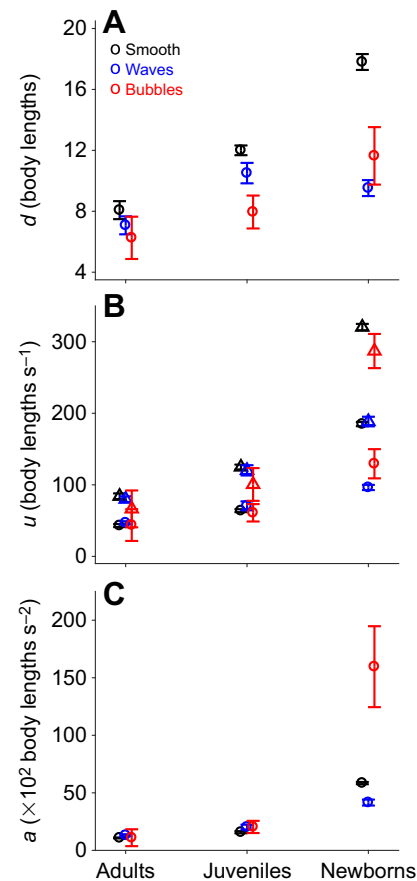 A
20
Smooth
Waves
Bubbles
16
12
8
4
d (body lengths)
B
300
200
100
0
u (body lengths s⁻¹)
C
200
150
100
50
0
a (×10² body lengths s⁻²)
Adults Juveniles Newborns